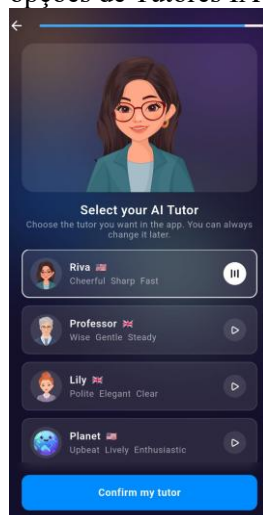 opções de Tutores IA
Select your AI Tutor
Choose the tutor you want in the app. You can always
change it later.
Riva 🇺🇸
Cheerful Sharp Fast
Professor 🇬🇧
Wise Gentle Steady
Lily 🇬🇧
Polite Elegant Clear
Planet 🇺🇸
Upbeat Lively Enthusiastic
Confirm my tutor